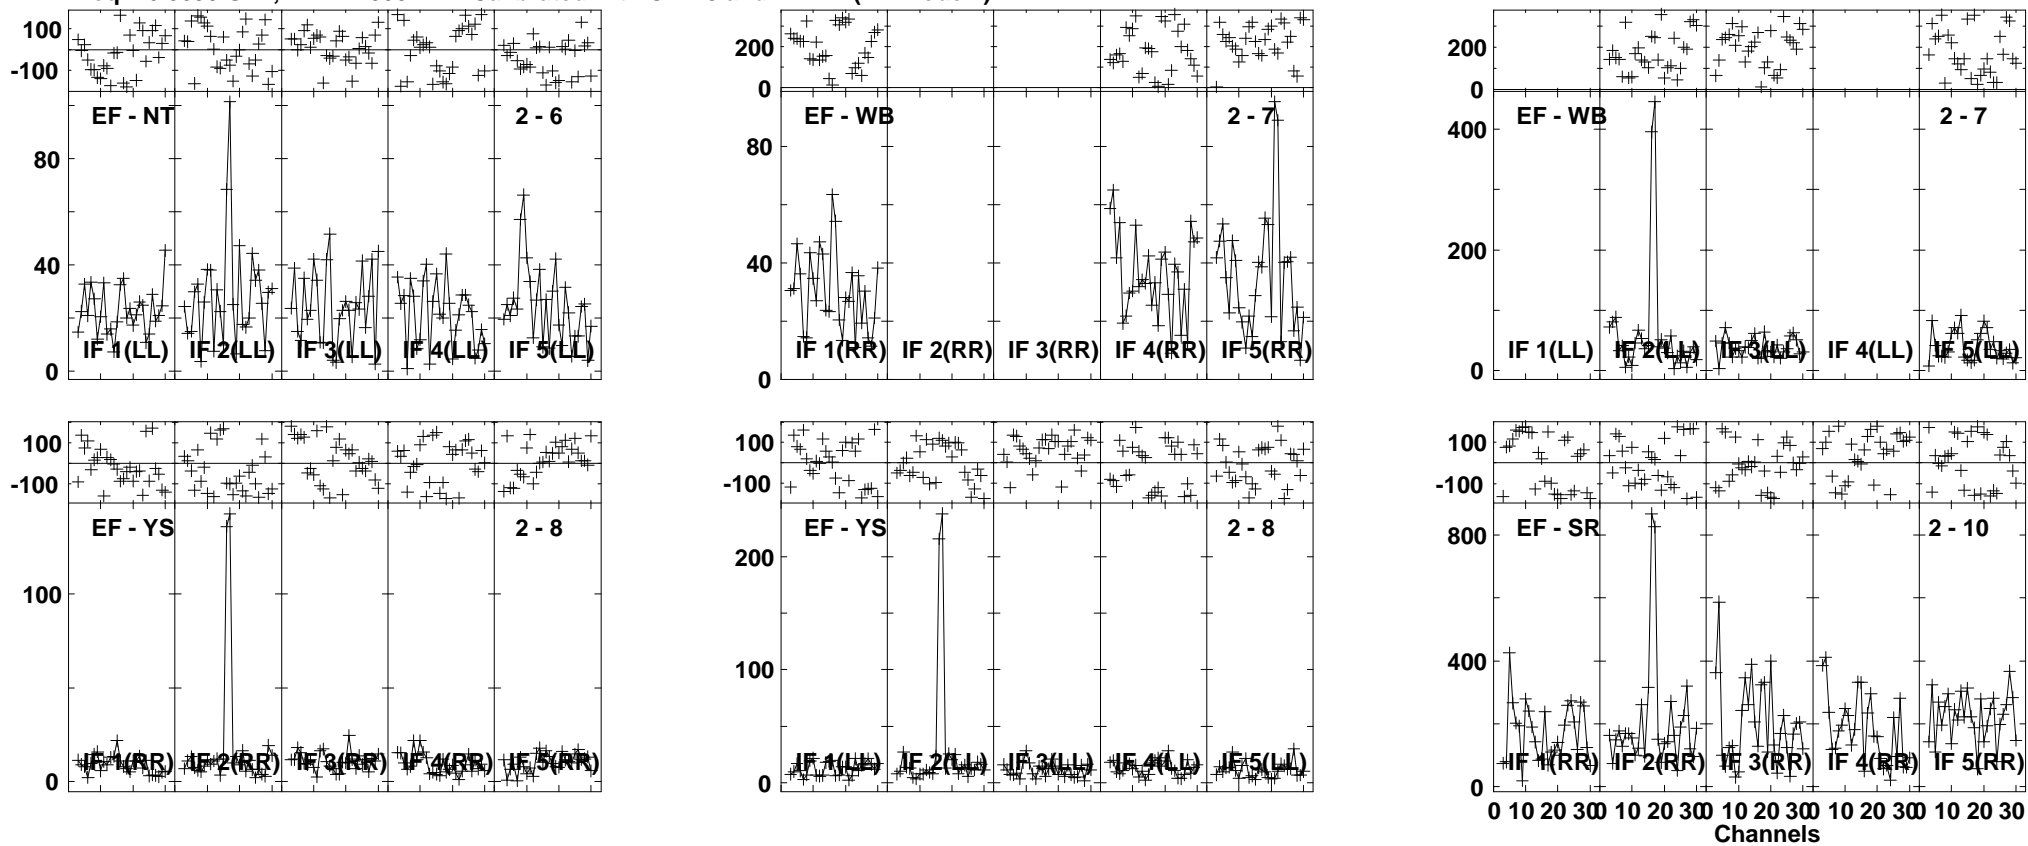 100
-100
EF - NT
2 - 6
80
40
0
IF 1(LL) IF 2(LL) IF 3(LL) IF 4(LL) IF 5(LL)
200
0
EF - WB
2 - 7
80
40
0
IF 1(RR) IF 2(RR) IF 3(RR) IF 4(RR) IF 5(RR)
200
0
EF - WB
2 - 7
400
200
0
IF 1(LL) IF 2(LL) IF 3(LL) IF 4(LL) IF 5(LL)
100
-100
EF - YS
2 - 8
100
0
IF 1(RR) IF 2(RR) IF 3(RR) IF 4(RR) IF 5(RR)
100
-100
EF - YS
2 - 8
200
100
0
IF 1(LL) IF 2(LL) IF 3(LL) IF 4(LL) IF 5(LL)
100
-100
EF - SR
2 - 10
800
400
0
IF 1(RR) IF 2(RR) IF 3(RR) IF 4(RR) IF 5(RR)
0 10 20 30 0 10 20 30 0 10 20 30 0 10 20 30 0 10 20 30
Channels